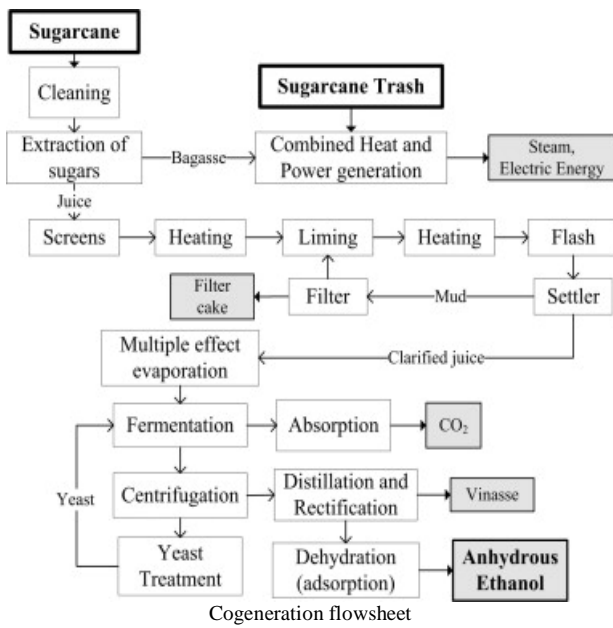 Sugarcane
Cleaning
Sugarcane Trash
Extraction of
sugars
Bagasse
Combined Heat and
Power generation
Steam,
Electric Energy
Juice
Screens
Heating
Liming
Heating
Flash
Filter
cake
Filter
Mud
Settler
Multiple effect
evaporation
Clarified juice
Fermentation
Absorption
CO₂
Yeast
Centrifugation
Distillation and
Rectification
Vinasse
Yeast
Treatment
Dehydration
(adsorption)
Anhydrous
Ethanol
Cogeneration flowsheet